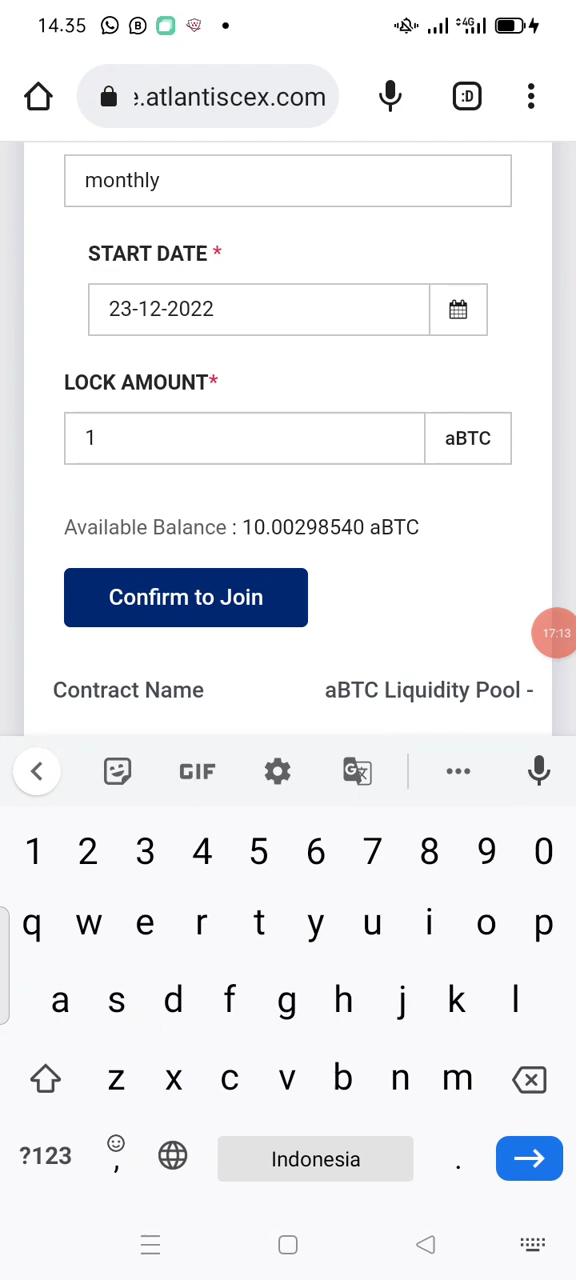 14.35
4G
:e.atlantiscex.com
:D
monthly
START DATE *
23-12-2022
LOCK AMOUNT*
1 aBTC
Available Balance : 10.00298540 aBTC
Confirm to Join
17:13
Contract Name aBTC Liquidity Pool -
GIF
1 2 3 4 5 6 7 8 9 0
q w e r t y u i o p
a s d f g h j k l
z x c v b n m
?123 , Indonesia .